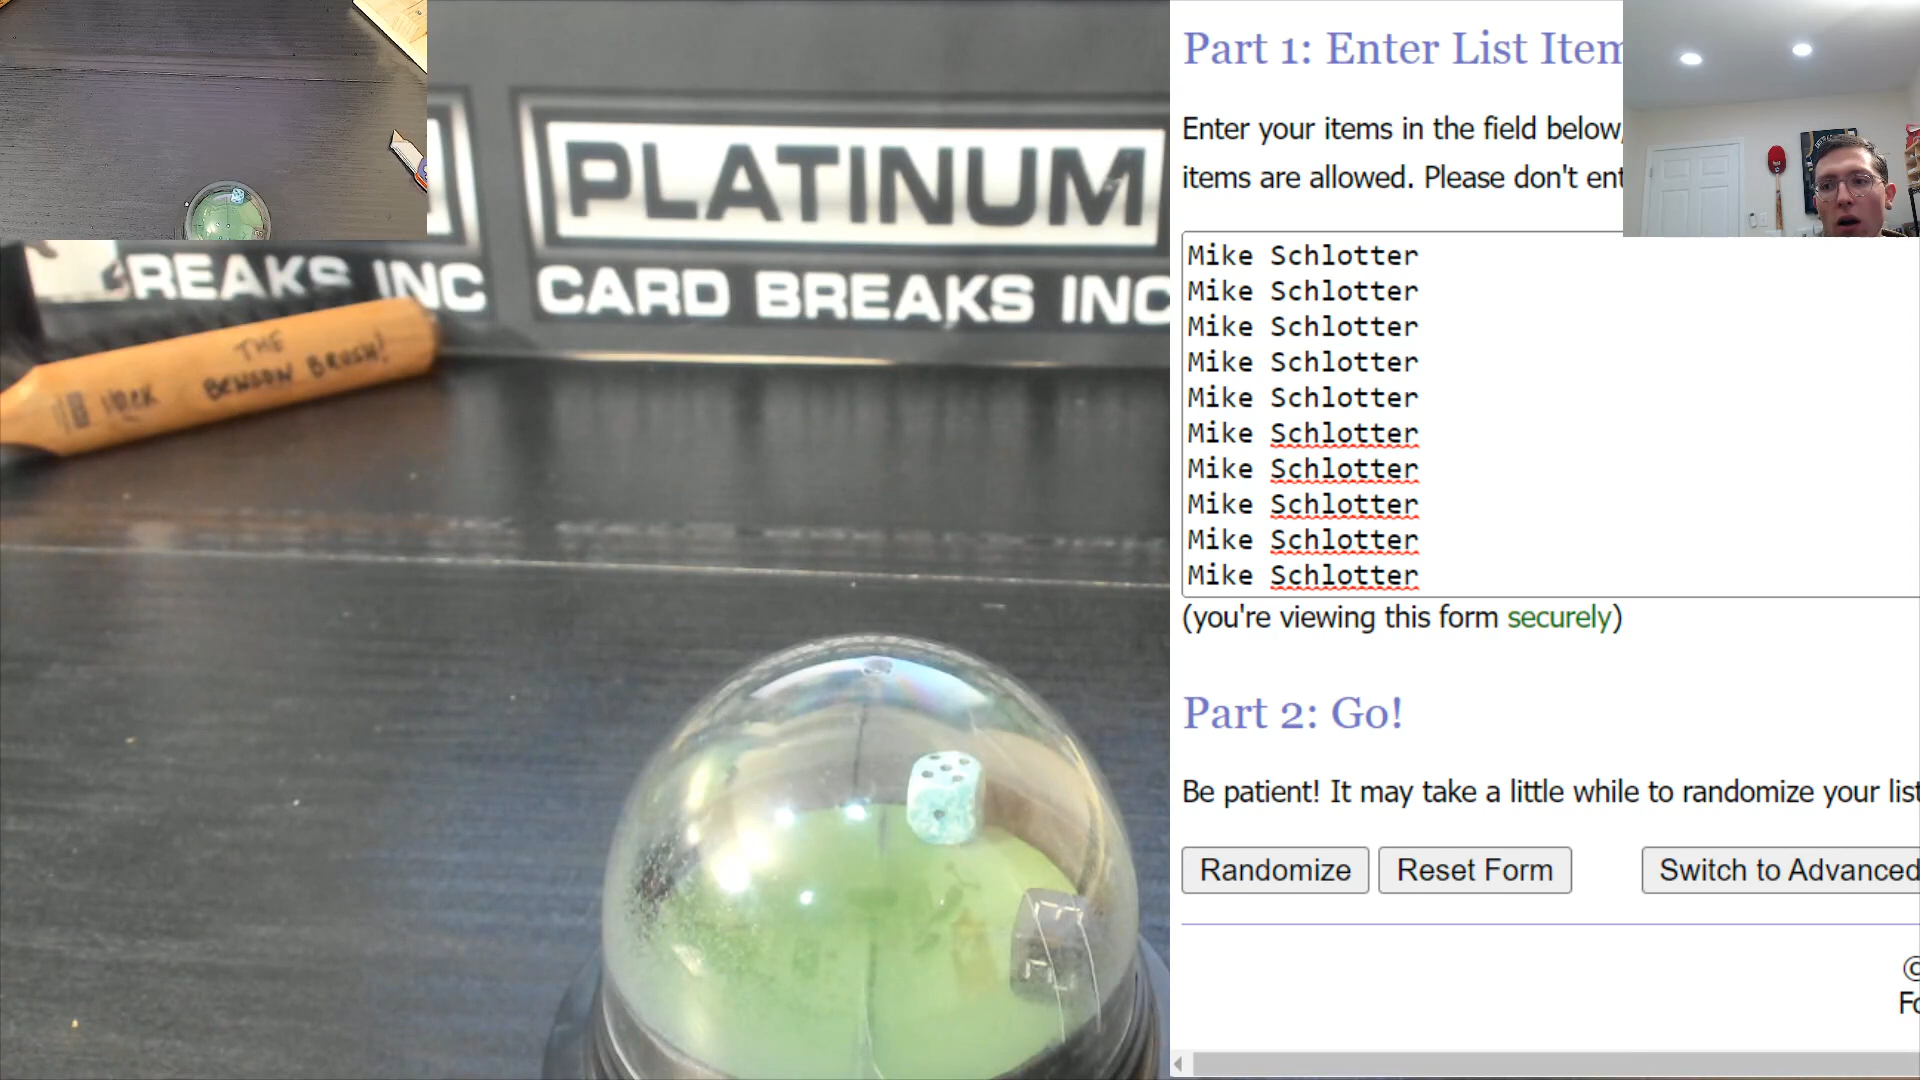 PLATINUM
REAKS INC
CARD BREAKS INC
THE
BENSON BRUSH!
Part 1: Enter List Item
Enter your items in the field below,
items are allowed. Please don't ent
Mike Schlotter
Mike Schlotter
Mike Schlotter
Mike Schlotter
Mike Schlotter
Mike Schlotter
Mike Schlotter
Mike Schlotter
Mike Schlotter
Mike Schlotter
(you're viewing this form securely)
Part 2: Go!
Be patient! It may take a little while to randomize your list
Randomize
Reset Form
Switch to Advanced
©
Fo